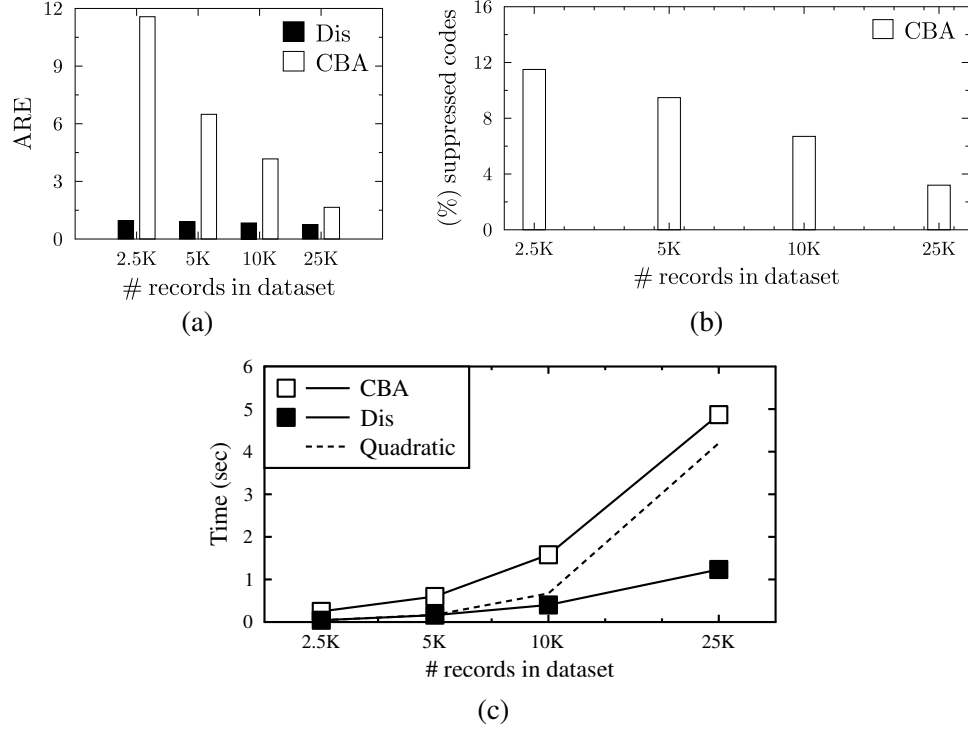 12
9
6
3
0
ARE
Dis
CBA
2.5K 5K 10K 25K
# records in dataset
(a)
16
12
8
4
0
(%) suppressed codes
CBA
2.5K 5K 10K 25K
# records in dataset
(b)
6
5
4
3
2
1
0
Time (sec)
CBA
Dis
Quadratic
2.5K 5K 10K 25K
# records in dataset
(c)